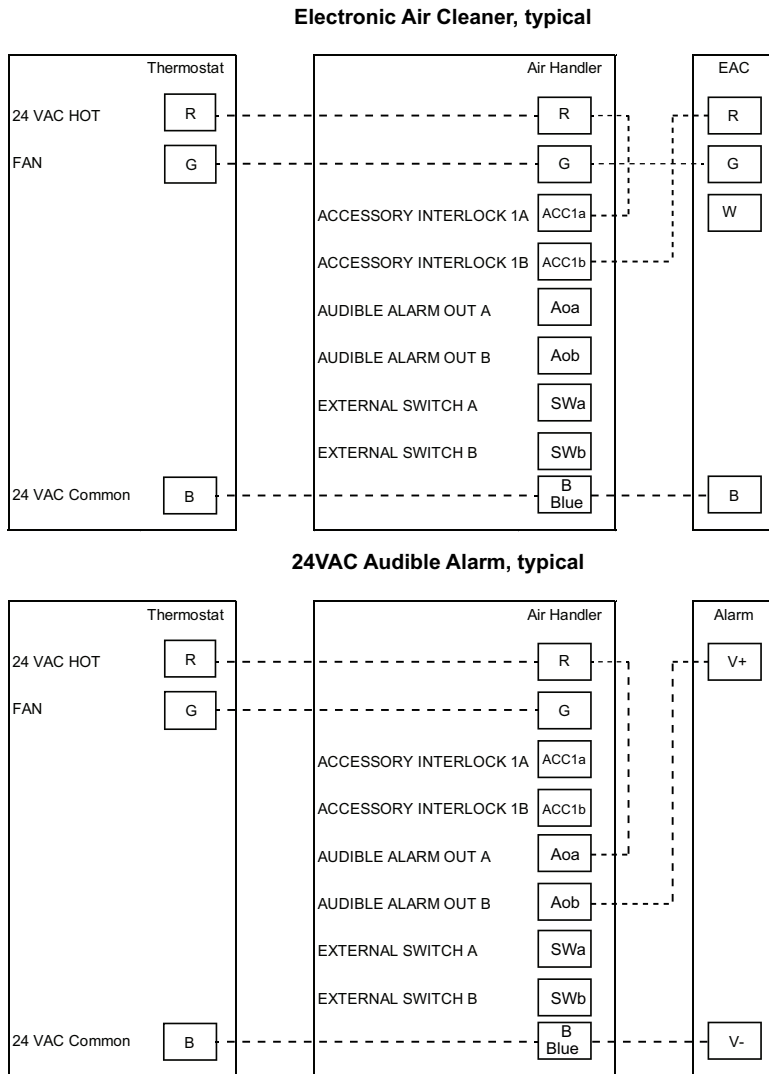 Electronic Air Cleaner, typical
Thermostat Air Handler EAC
24 VAC HOT R R R
FAN G G G
ACCESSORY INTERLOCK 1A ACC1a W
ACCESSORY INTERLOCK 1B ACC1b
AUDIBLE ALARM OUT A Aoa
AUDIBLE ALARM OUT B Aob
EXTERNAL SWITCH A SWa
EXTERNAL SWITCH B SWb
24 VAC Common B B Blue B
24VAC Audible Alarm, typical
Thermostat Air Handler Alarm
24 VAC HOT R R V+
FAN G G
ACCESSORY INTERLOCK 1A ACC1a
ACCESSORY INTERLOCK 1B ACC1b
AUDIBLE ALARM OUT A Aoa
AUDIBLE ALARM OUT B Aob
EXTERNAL SWITCH A SWa
EXTERNAL SWITCH B SWb
24 VAC Common B B Blue V-